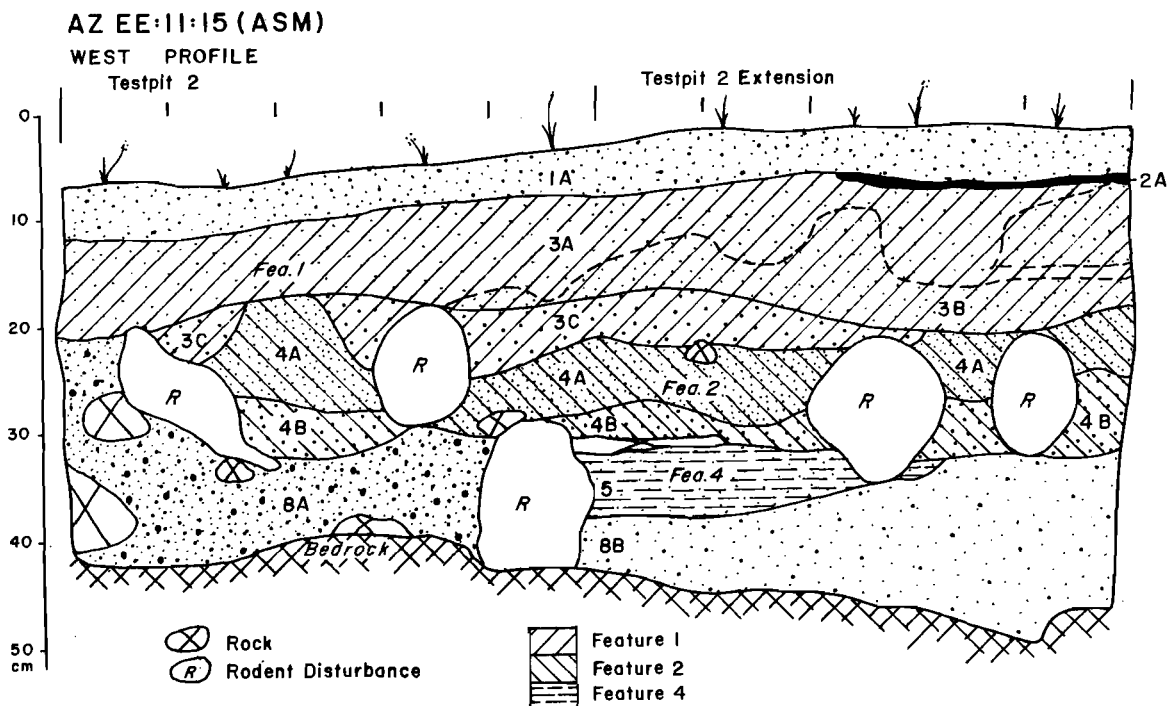 AZ EE:11:15 (ASM)
WEST PROFILE
Testpit 2
Testpit 2 Extension
0
10
20
30
40
50
cm
1A
2A
3A
Fea. 1
3B
3C
3C
4A
R
4A
Fea. 2
4A
R
R
R
4B
4B
4B
Fea. 4
5
8A
R
8B
Bedrock
Rock
R Rodent Disturbance
Feature 1
Feature 2
Feature 4